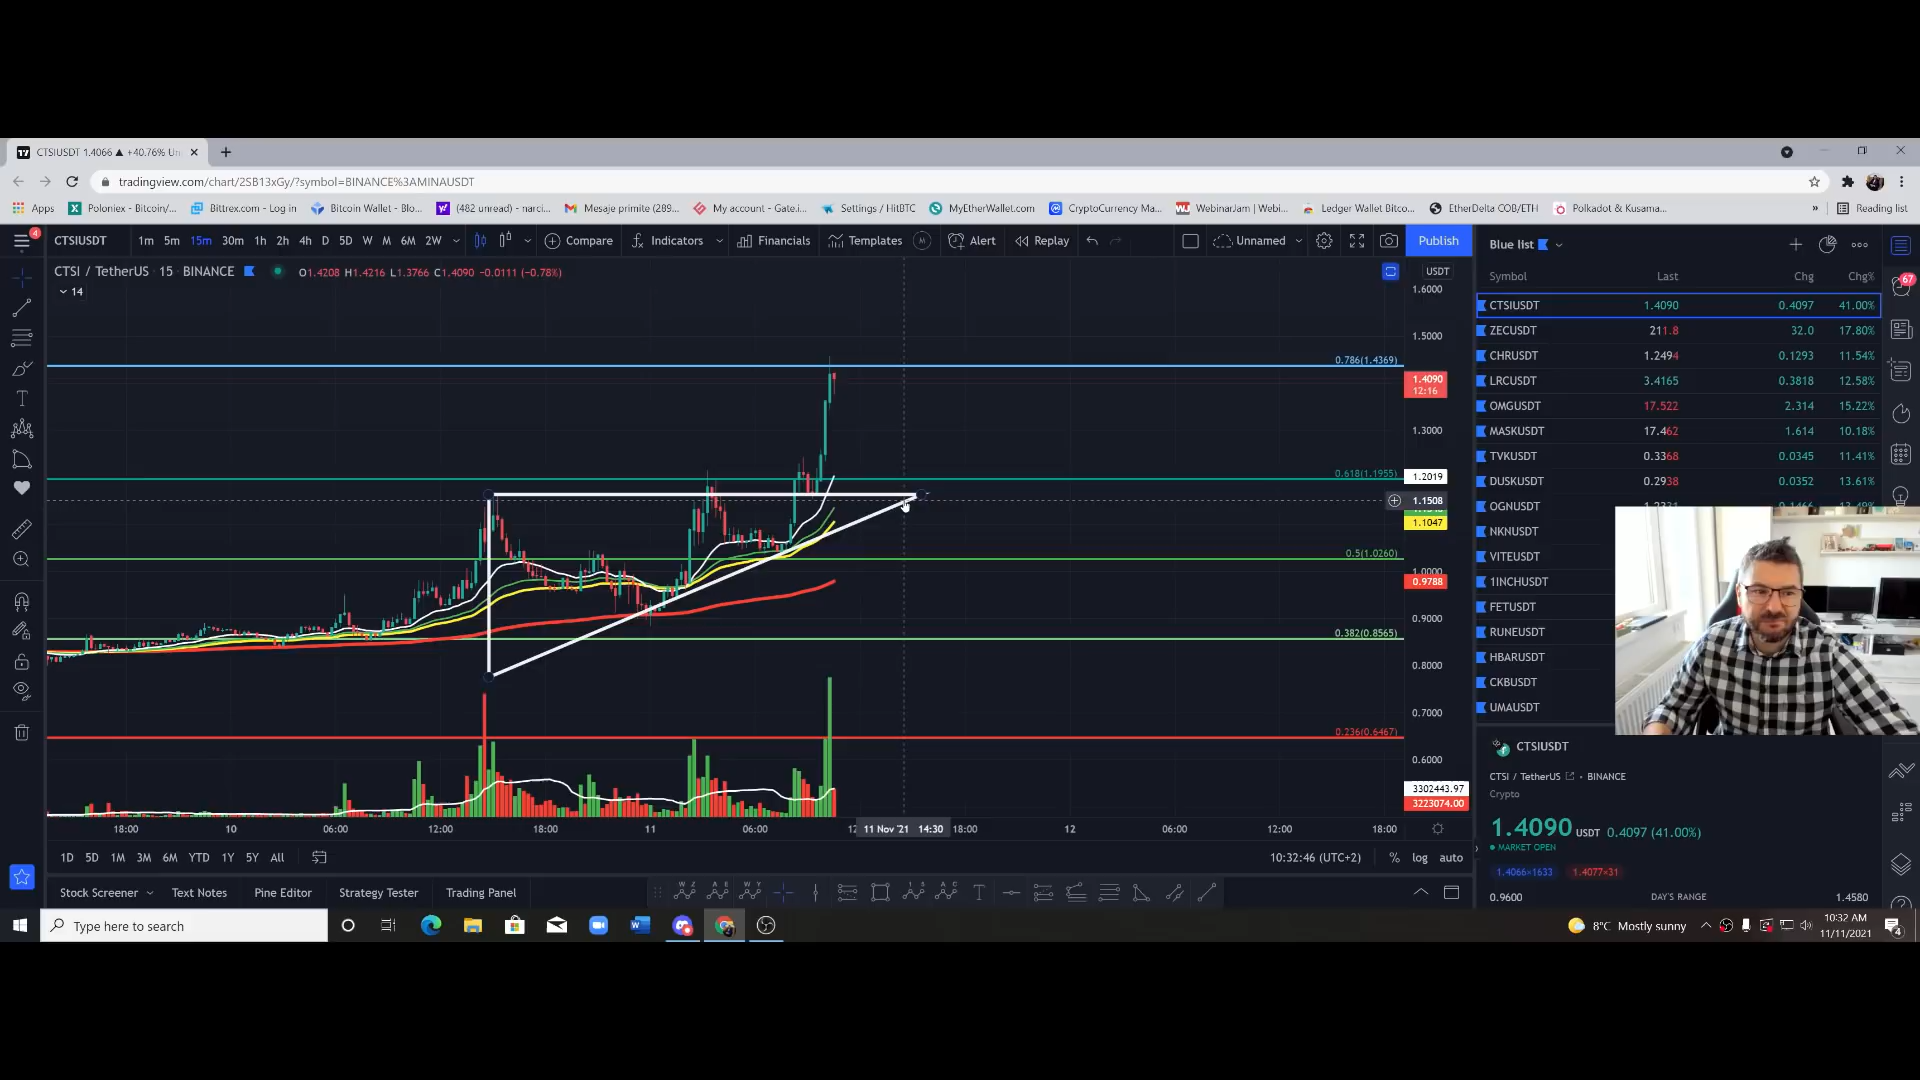 CTSIUSDT 1.4066 ▲ +40.76% Un
tradingview.com/chart/2SB13xGy/?symbol=BINANCE%3AMINAUSDT
Apps Poloniex - Bitcoin/... Bittrex.com - Log in Bitcoin Wallet - Blo... (482 unread) - narci... Mesaje primite (289... My account - Gate.i... Settings / HitBTC MyEtherWallet.com CryptoCurrency Ma... WebinarJam | Webi... Ledger Wallet Bitco... EtherDelta COB/ETH Polkadot & Kusama... » Reading list
4 CTSIUSDT 1m 5m 15m 30m 1h 2h 4h D 5D W M 6M 2W Compare Indicators Financials Templates M Alert Replay Unnamed Publish
Blue list
CTSI / TetherUS · 15 · BINANCE O1.4208 H1.4216 L1.3766 C1.4090 −0.0111 (−0.78%)
14
USDT
1.6000
1.5000
0.786(1.4369)
1.4090
12:16
1.3000
0.618(1.1955)
1.2019
1.1508
1.1047
0.5(1.0260)
1.0000
0.9788
0.9000
0.382(0.8565)
0.8000
0.7000
0.236(0.6467)
0.6000
3302443.97
3223074.00
18:00 10 06:00 12:00 18:00 11 06:00 12 11 Nov '21 14:30 18:00 12 06:00 12:00 18:00
1D 5D 1M 3M 6M YTD 1Y 5Y All 10:32:46 (UTC+2) % log auto
Stock Screener Text Notes Pine Editor Strategy Tester Trading Panel
Symbol Last Chg Chg%
67
CTSIUSDT 1.4090 0.4097 41.00%
ZECUSDT 211.8 32.0 17.80%
CHRUSDT 1.2494 0.1293 11.54%
LRCUSDT 3.4165 0.3818 12.58%
OMGUSDT 17.522 2.314 15.22%
MASKUSDT 17.462 1.614 10.18%
TVKUSDT 0.3368 0.0345 11.41%
DUSKUSDT 0.2938 0.0352 13.61%
OGNUSDT
NKNUSDT
VITEUSDT
1INCHUSDT
FETUSDT
RUNEUSDT
HBARUSDT
CKBUSDT
UMAUSDT
CTSIUSDT
CTSI / TetherUS • BINANCE
Crypto
1.4090 USDT 0.4097 (41.00%)
MARKET OPEN
1.4066×1633 1.4077×31
0.9600 DAY'S RANGE 1.4580
Type here to search
8°C Mostly sunny
10:32 AM
11/11/2021
4